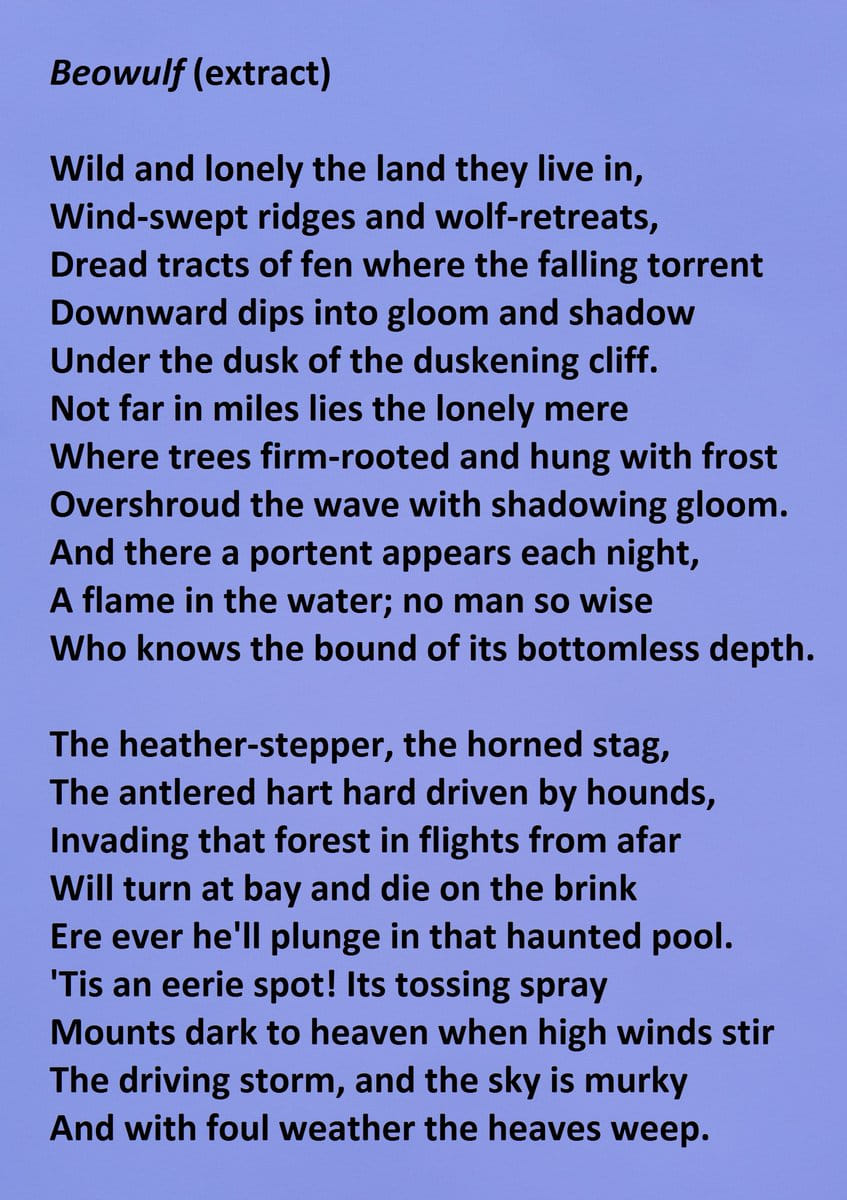 Beowulf (extract)
Wild and lonely the land they live in,
Wind-swept ridges and wolf-retreats,
Dread tracts of fen where the falling torrent
Downward dips into gloom and shadow
Under the dusk of the duskening cliff.
Not far in miles lies the lonely mere
Where trees firm-rooted and hung with frost
Overshroud the wave with shadowing gloom.
And there a portent appears each night,
A flame in the water; no man so wise
Who knows the bound of its bottomless depth.
The heather-stepper, the horned stag,
The antlered hart hard driven by hounds,
Invading that forest in flights from afar
Will turn at bay and die on the brink
Ere ever he'll plunge in that haunted pool.
'Tis an eerie spot! Its tossing spray
Mounts dark to heaven when high winds stir
The driving storm, and the sky is murky
And with foul weather the heaves weep.